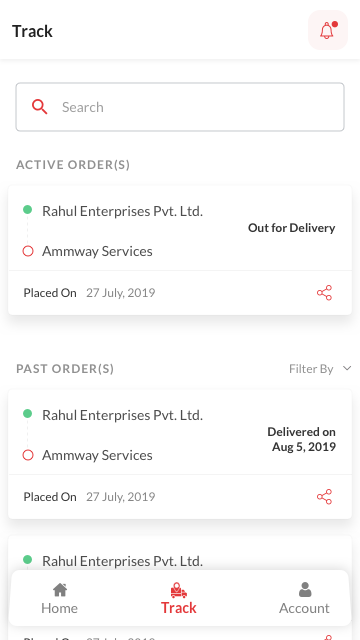 Track
Search
ACTIVE ORDER(S)
Rahul Enterprises Pvt. Ltd.
Out for Delivery
Ammway Services
Placed On 27 July, 2019
PAST ORDER(S)
Filter By
Rahul Enterprises Pvt. Ltd.
Delivered on
Aug 5, 2019
Ammway Services
Placed On 27 July, 2019
Rahul Enterprises Pvt. Ltd.
Home
Track
Account